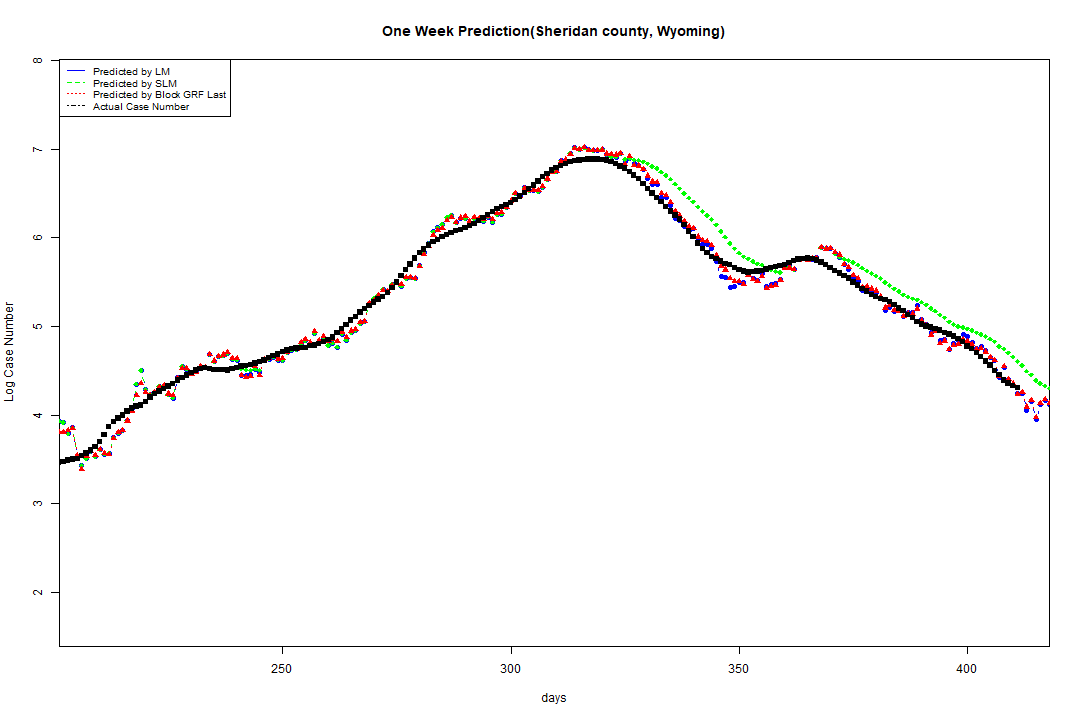 One Week Prediction(Sheridan county, Wyoming)
Predicted by LM
Predicted by SLM
Predicted by Block GRF Last
Actual Case Number
8
7
6
5
4
3
2
Log Case Number
250 300 350 400
days